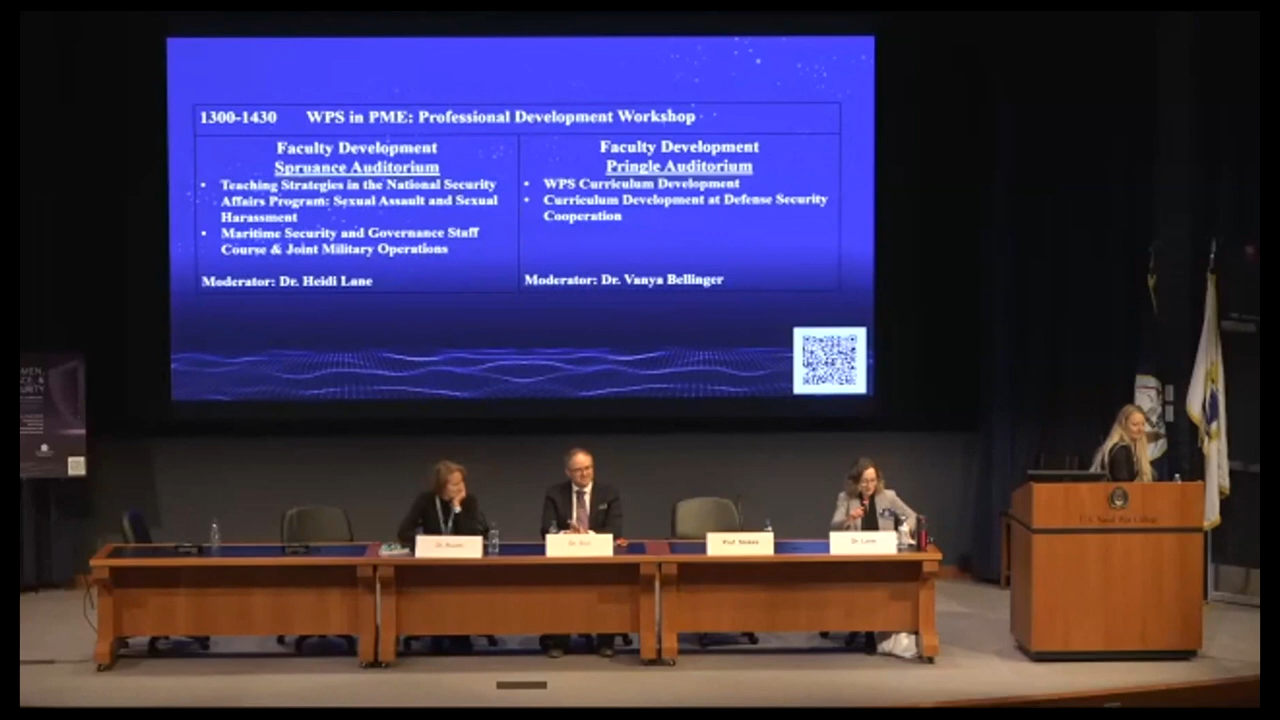 1300-1430 WPS in PME: Professional Development Workshop
Faculty Development
Spruance Auditorium
• Teaching Strategies in the National Security
Affairs Program: Sexual Assault and Sexual
Harassment
• Maritime Security and Governance Staff
Course & Joint Military Operations
Moderator: Dr. Heidi Lane
Faculty Development
Pringle Auditorium
• WPS Curriculum Development
• Curriculum Development at Defense Security
Cooperation
Moderator: Dr. Vanya Bellinger
Dr. Lane
U.S. Naval War College